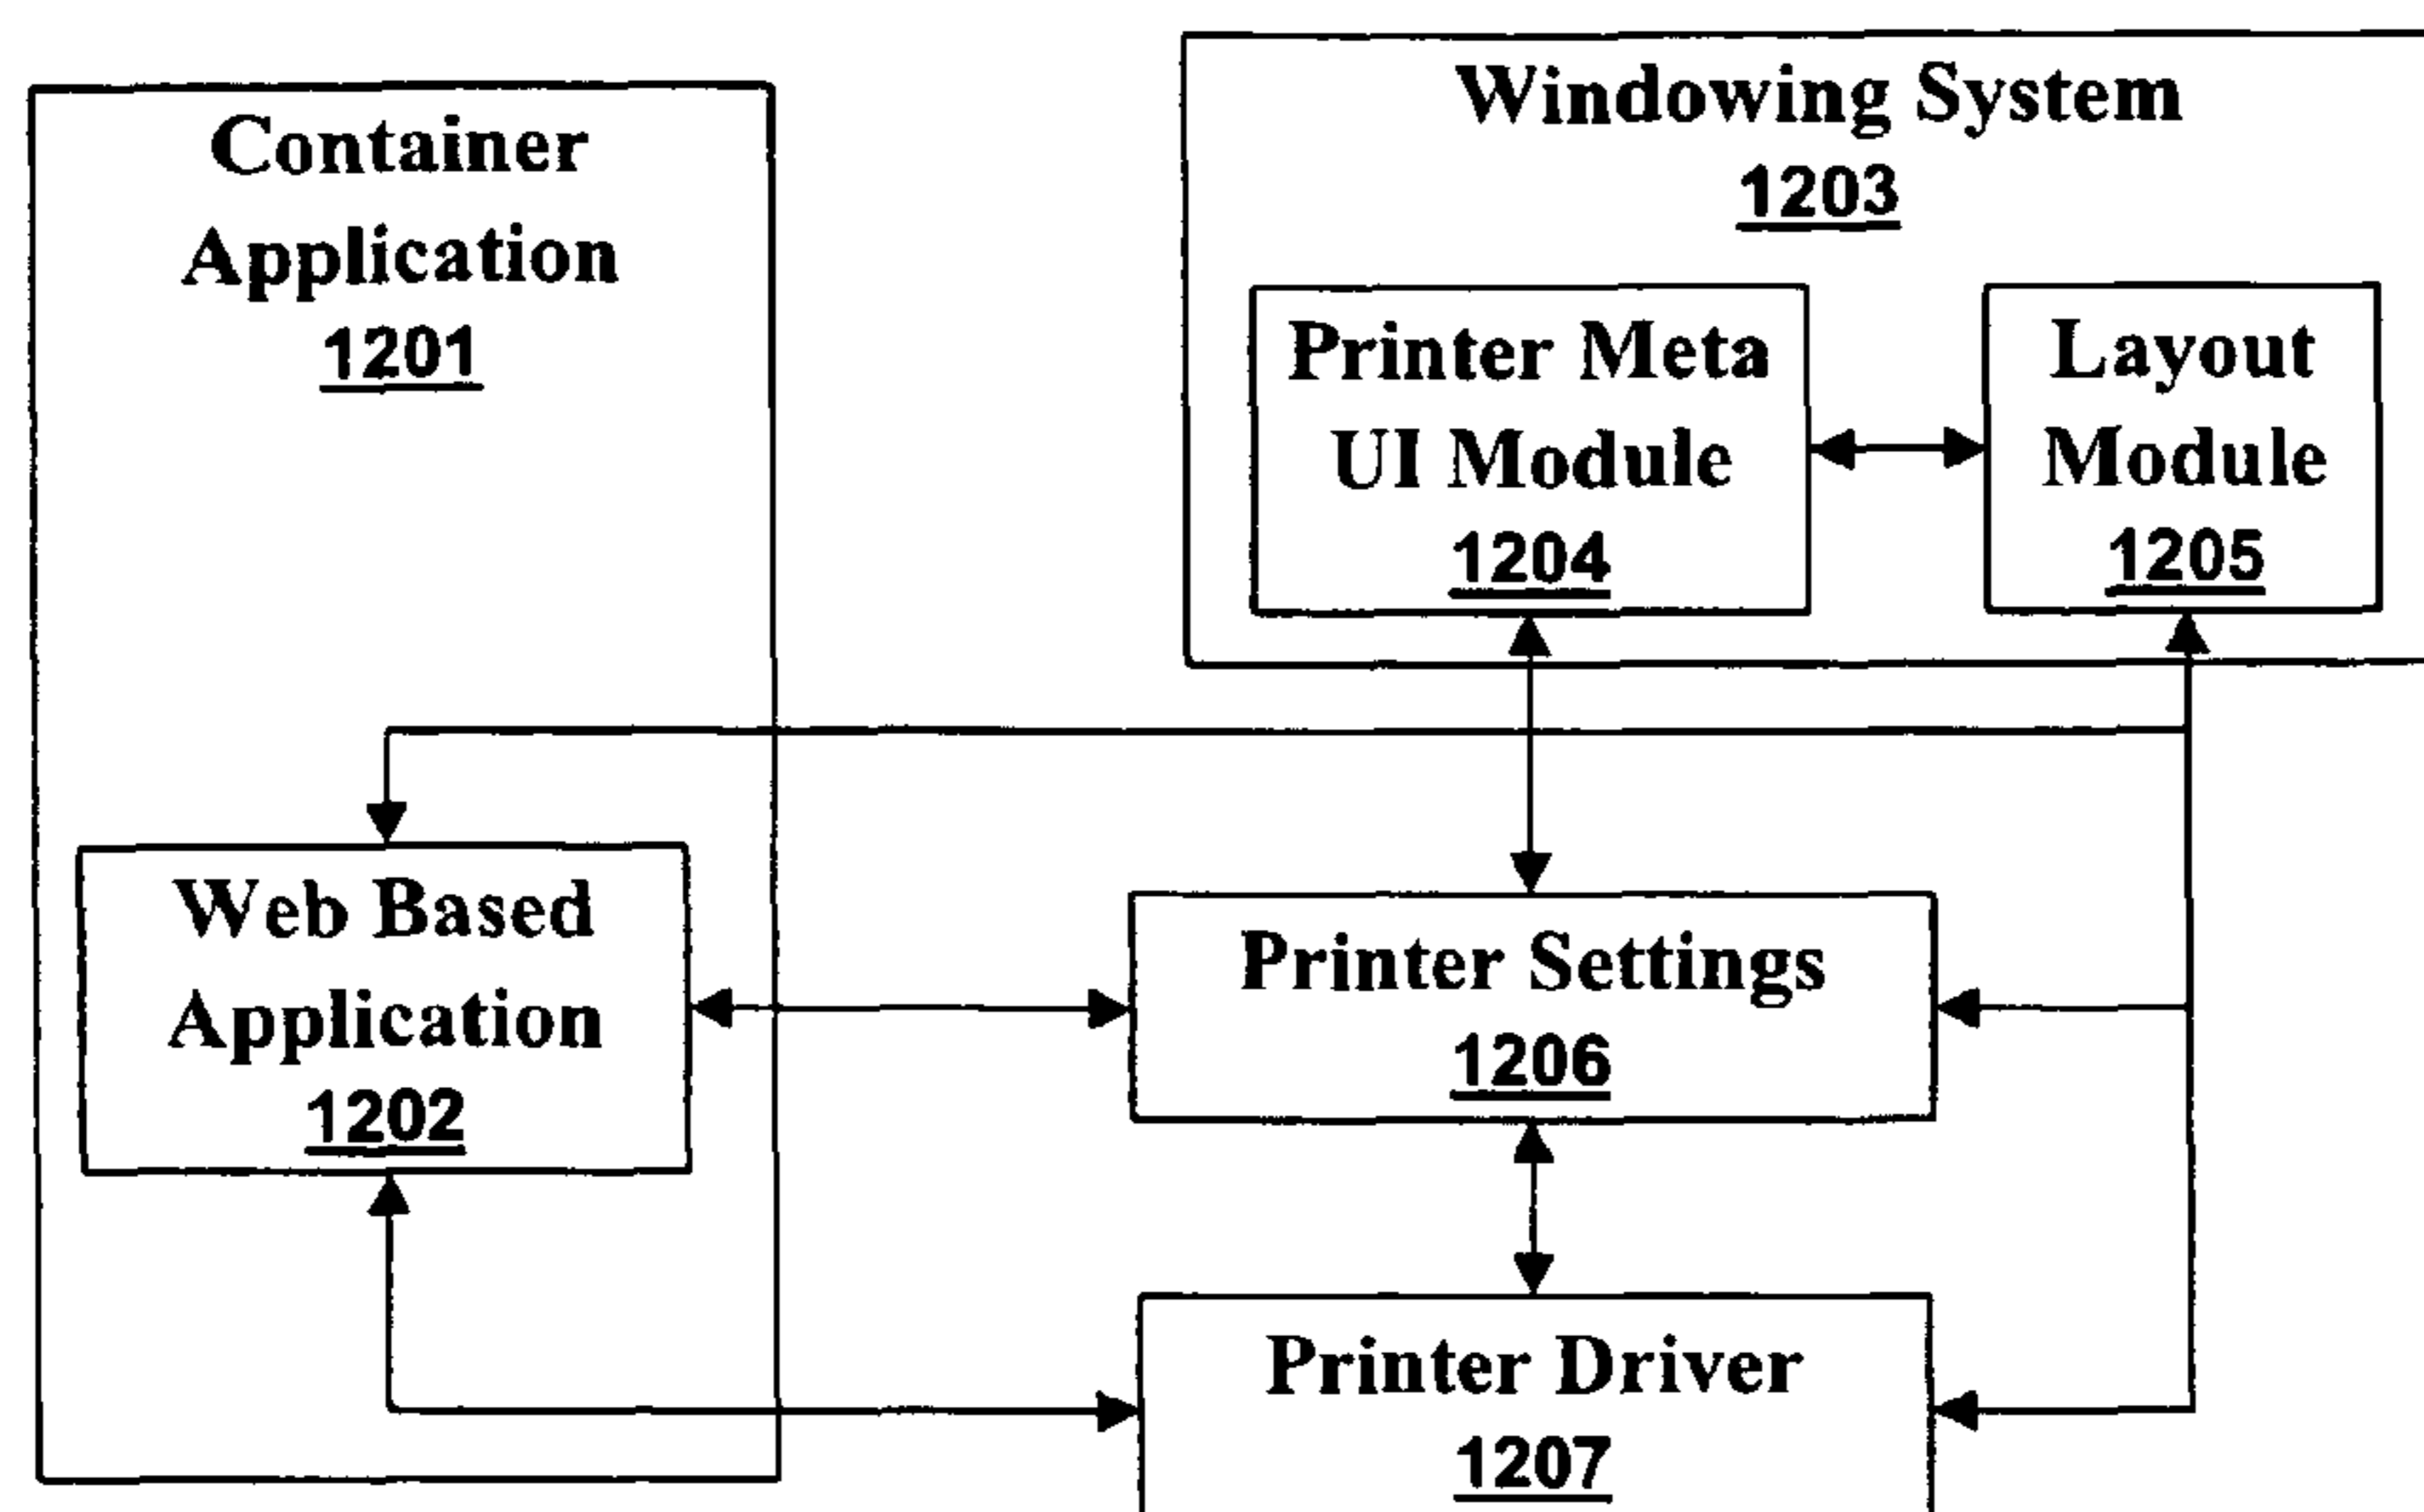 Container
Application
1201
Windowing System
1203
Printer Meta
UI Module
1204
Layout
Module
1205
Web Based
Application
1202
Printer Settings
1206
Printer Driver
1207